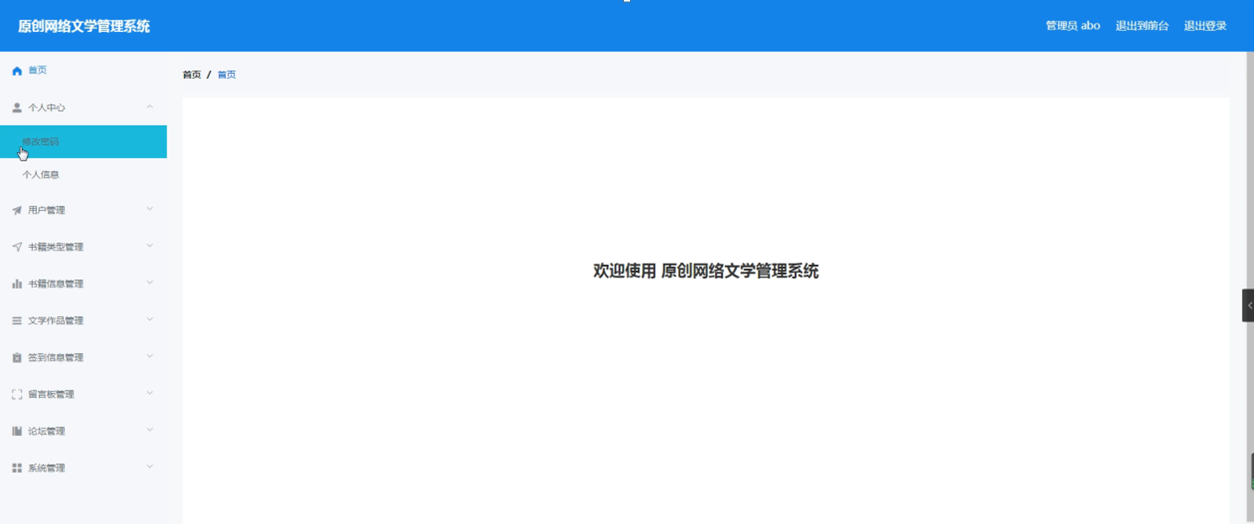 原创网络文学管理系统
管理员 abo 退出到前台 退出登录
首页
首页 / 首页
个人中心
修改密码
个人信息
用户管理
书籍类型管理
书籍信息管理
文学作品管理
签到信息管理
留言板管理
论坛管理
系统管理
欢迎使用 原创网络文学管理系统